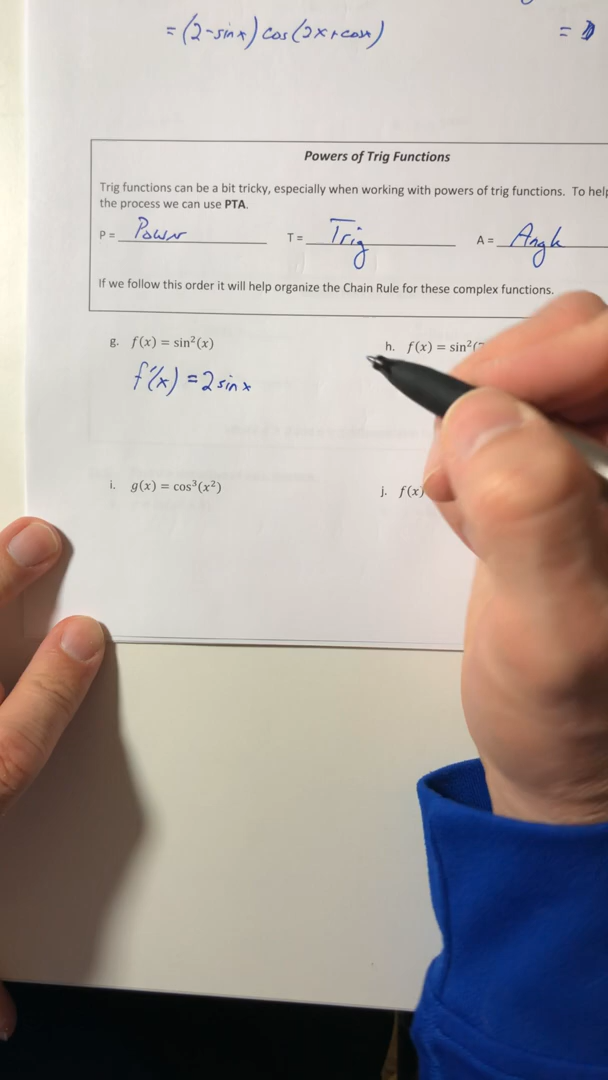 = (2-sinx) cos(2x+cosx)
=
Powers of Trig Functions
Trig functions can be a bit tricky, especially when working with powers of trig functions. To help
the process we can use PTA.
P = Power T = Trig A = Angle
If we follow this order it will help organize the Chain Rule for these complex functions.
g. f(x) = sin²(x) h. f(x) = sin²(
f'(x) = 2 sin x
i. g(x) = cos³(x²) j. f(x)